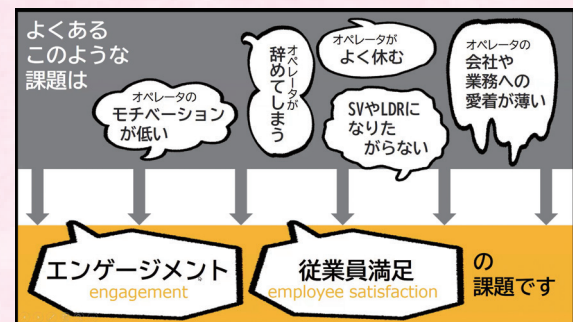 よくある
このような
課題は
オペレータの
モチベーション
が低い
オペレータが
辞めてしまう
オペレータが
よく休む
SVやLDRに
なりた
がらない
オペレータの
会社や
業務への
愛着が薄い
エンゲージメント
engagement
従業員満足
employee satisfaction
の
課題です